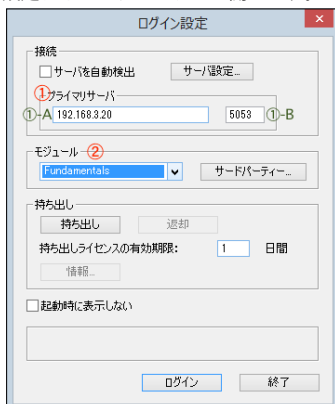 ログイン設定
接続
サーバを自動検出 サーバ設定...
①プライマリサーバ
①-A 192.168.3.20 5053 ①-B
モジュール ②
Fundamentals サードパーティー...
持ち出し
持ち出し 返却
持ち出しライセンスの有効期限: 1 日間
情報...
起動時に表示しない
ログイン 終了